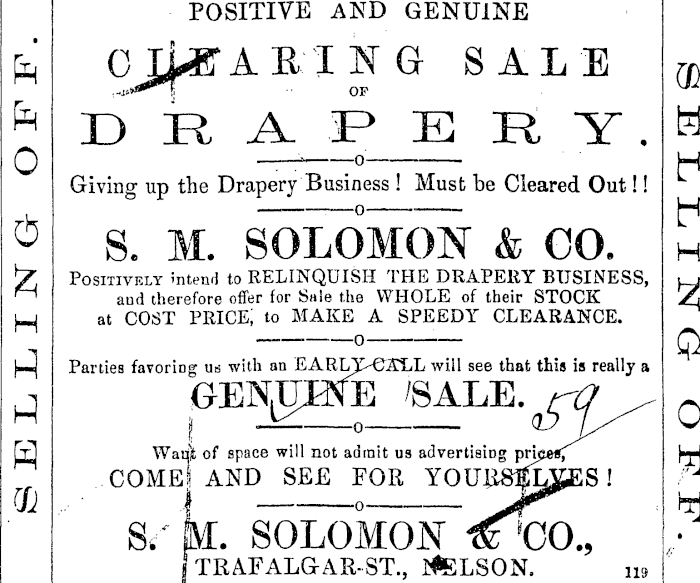 POSITIVE AND GENUINE
CLEARING SALE
OF
DRAPERY.
Giving up the Drapery Business! Must be Cleared Out!!
S. M. SOLOMON & CO.
POSITIVELY intend to RELINQUISH THE DRAPERY BUSINESS,
and therefore offer for Sale the WHOLE of their STOCK
at COST PRICE, to MAKE A SPEEDY CLEARANCE.
Parties favoring us with an EARLY CALL will see that this is really a
GENUINE SALE.
59
Want of space will not admit us advertising prices,
COME AND SEE FOR YOURSELVES!
S. M. SOLOMON & CO.,
TRAFALGAR-ST., NELSON.
119
SELLING OFF.
SELLING OFF.